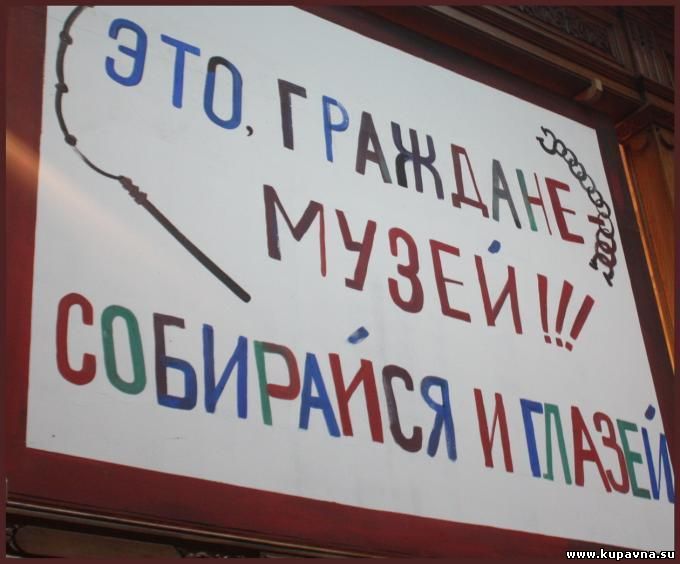 ЭТО, ГРАЖДАНЕ-
МУЗЕЙ!!!
СОБИРАЙСЯ И ГЛАЗЕЙ
www.kupavna.su